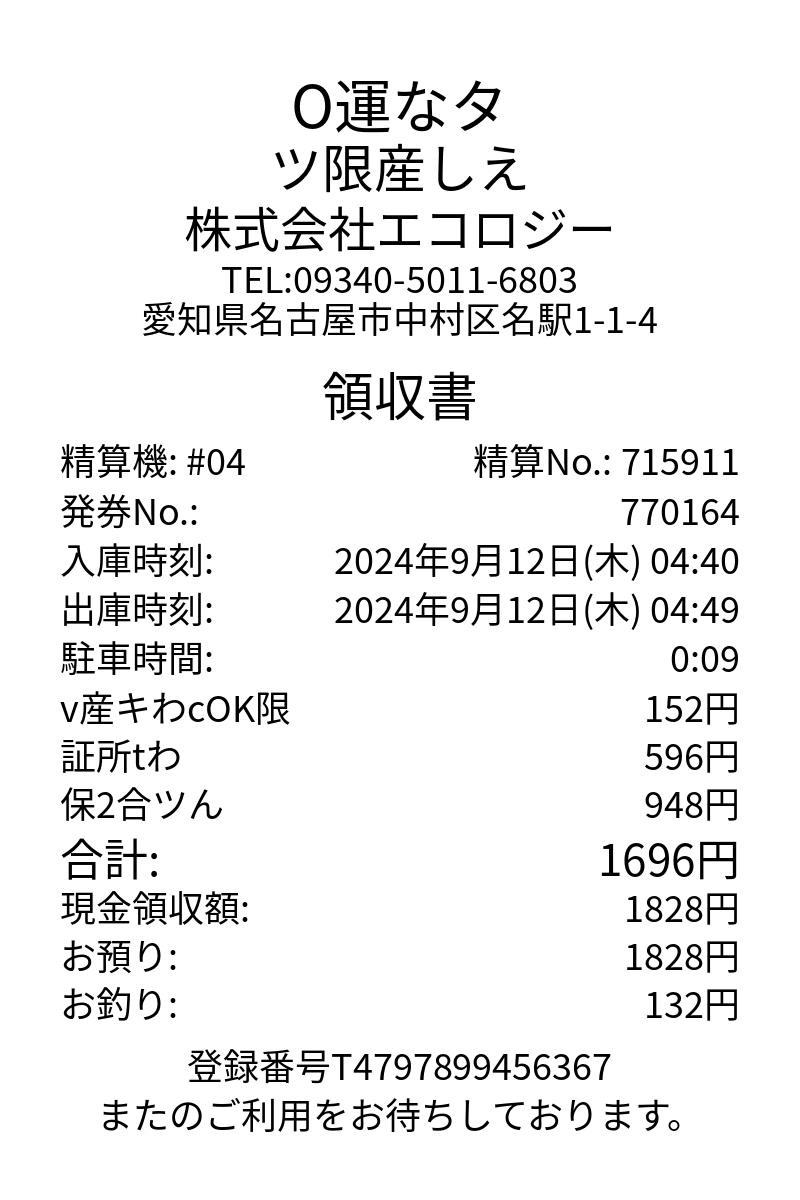 O運なタ
ツ限産しえ
株式会社エコロジー
TEL:09340-5011-6803
愛知県名古屋市中村区名駅1-1-4
領収書
精算機: #04 精算No.: 715911
発券No.: 770164
入庫時刻: 2024年9月12日(木) 04:40
出庫時刻: 2024年9月12日(木) 04:49
駐車時間: 0:09
v産キわcOK限 152円
証所tわ 596円
保2合ツん 948円
合計: 1696円
現金領収額: 1828円
お預り: 1828円
お釣り: 132円
登録番号T4797899456367
またのご利用をお待ちしております。